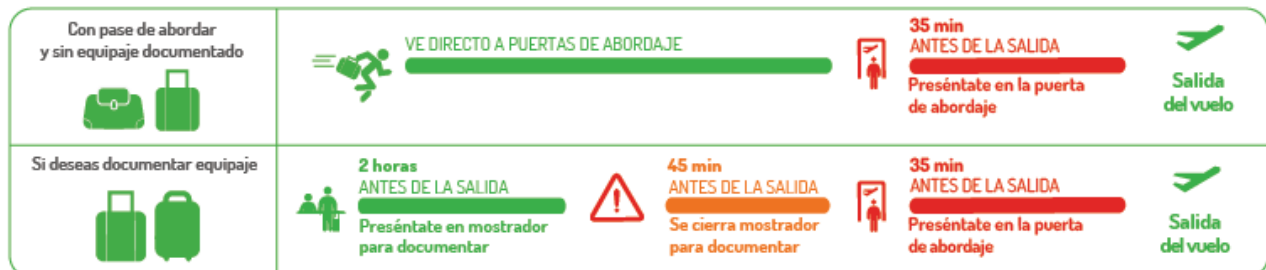 Con pase de abordar
y sin equipaje documentado
VE DIRECTO A PUERTAS DE ABORDAJE
35 min
ANTES DE LA SALIDA
Preséntate en la puerta
de abordaje
Salida
del vuelo
Si deseas documentar equipaje
2 horas
ANTES DE LA SALIDA
Preséntate en mostrador
para documentar
45 min
ANTES DE LA SALIDA
Se cierra mostrador
para documentar
35 min
ANTES DE LA SALIDA
Preséntate en la puerta
de abordaje
Salida
del vuelo